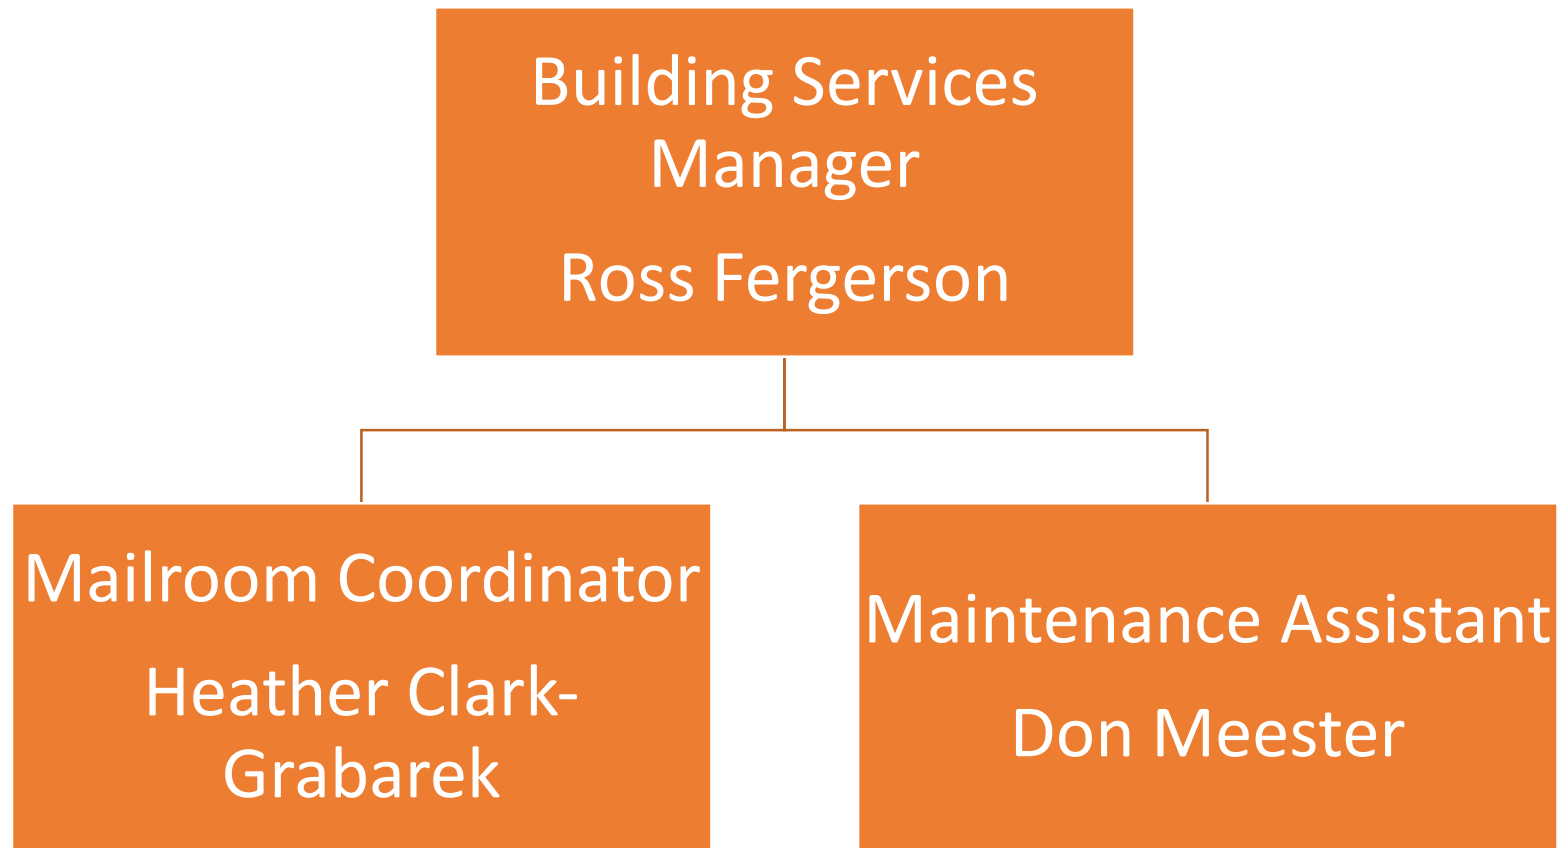 Building Services
Manager
Ross Fergerson
Mailroom Coordinator
Heather Clark-
Grabarek
Maintenance Assistant
Don Meester